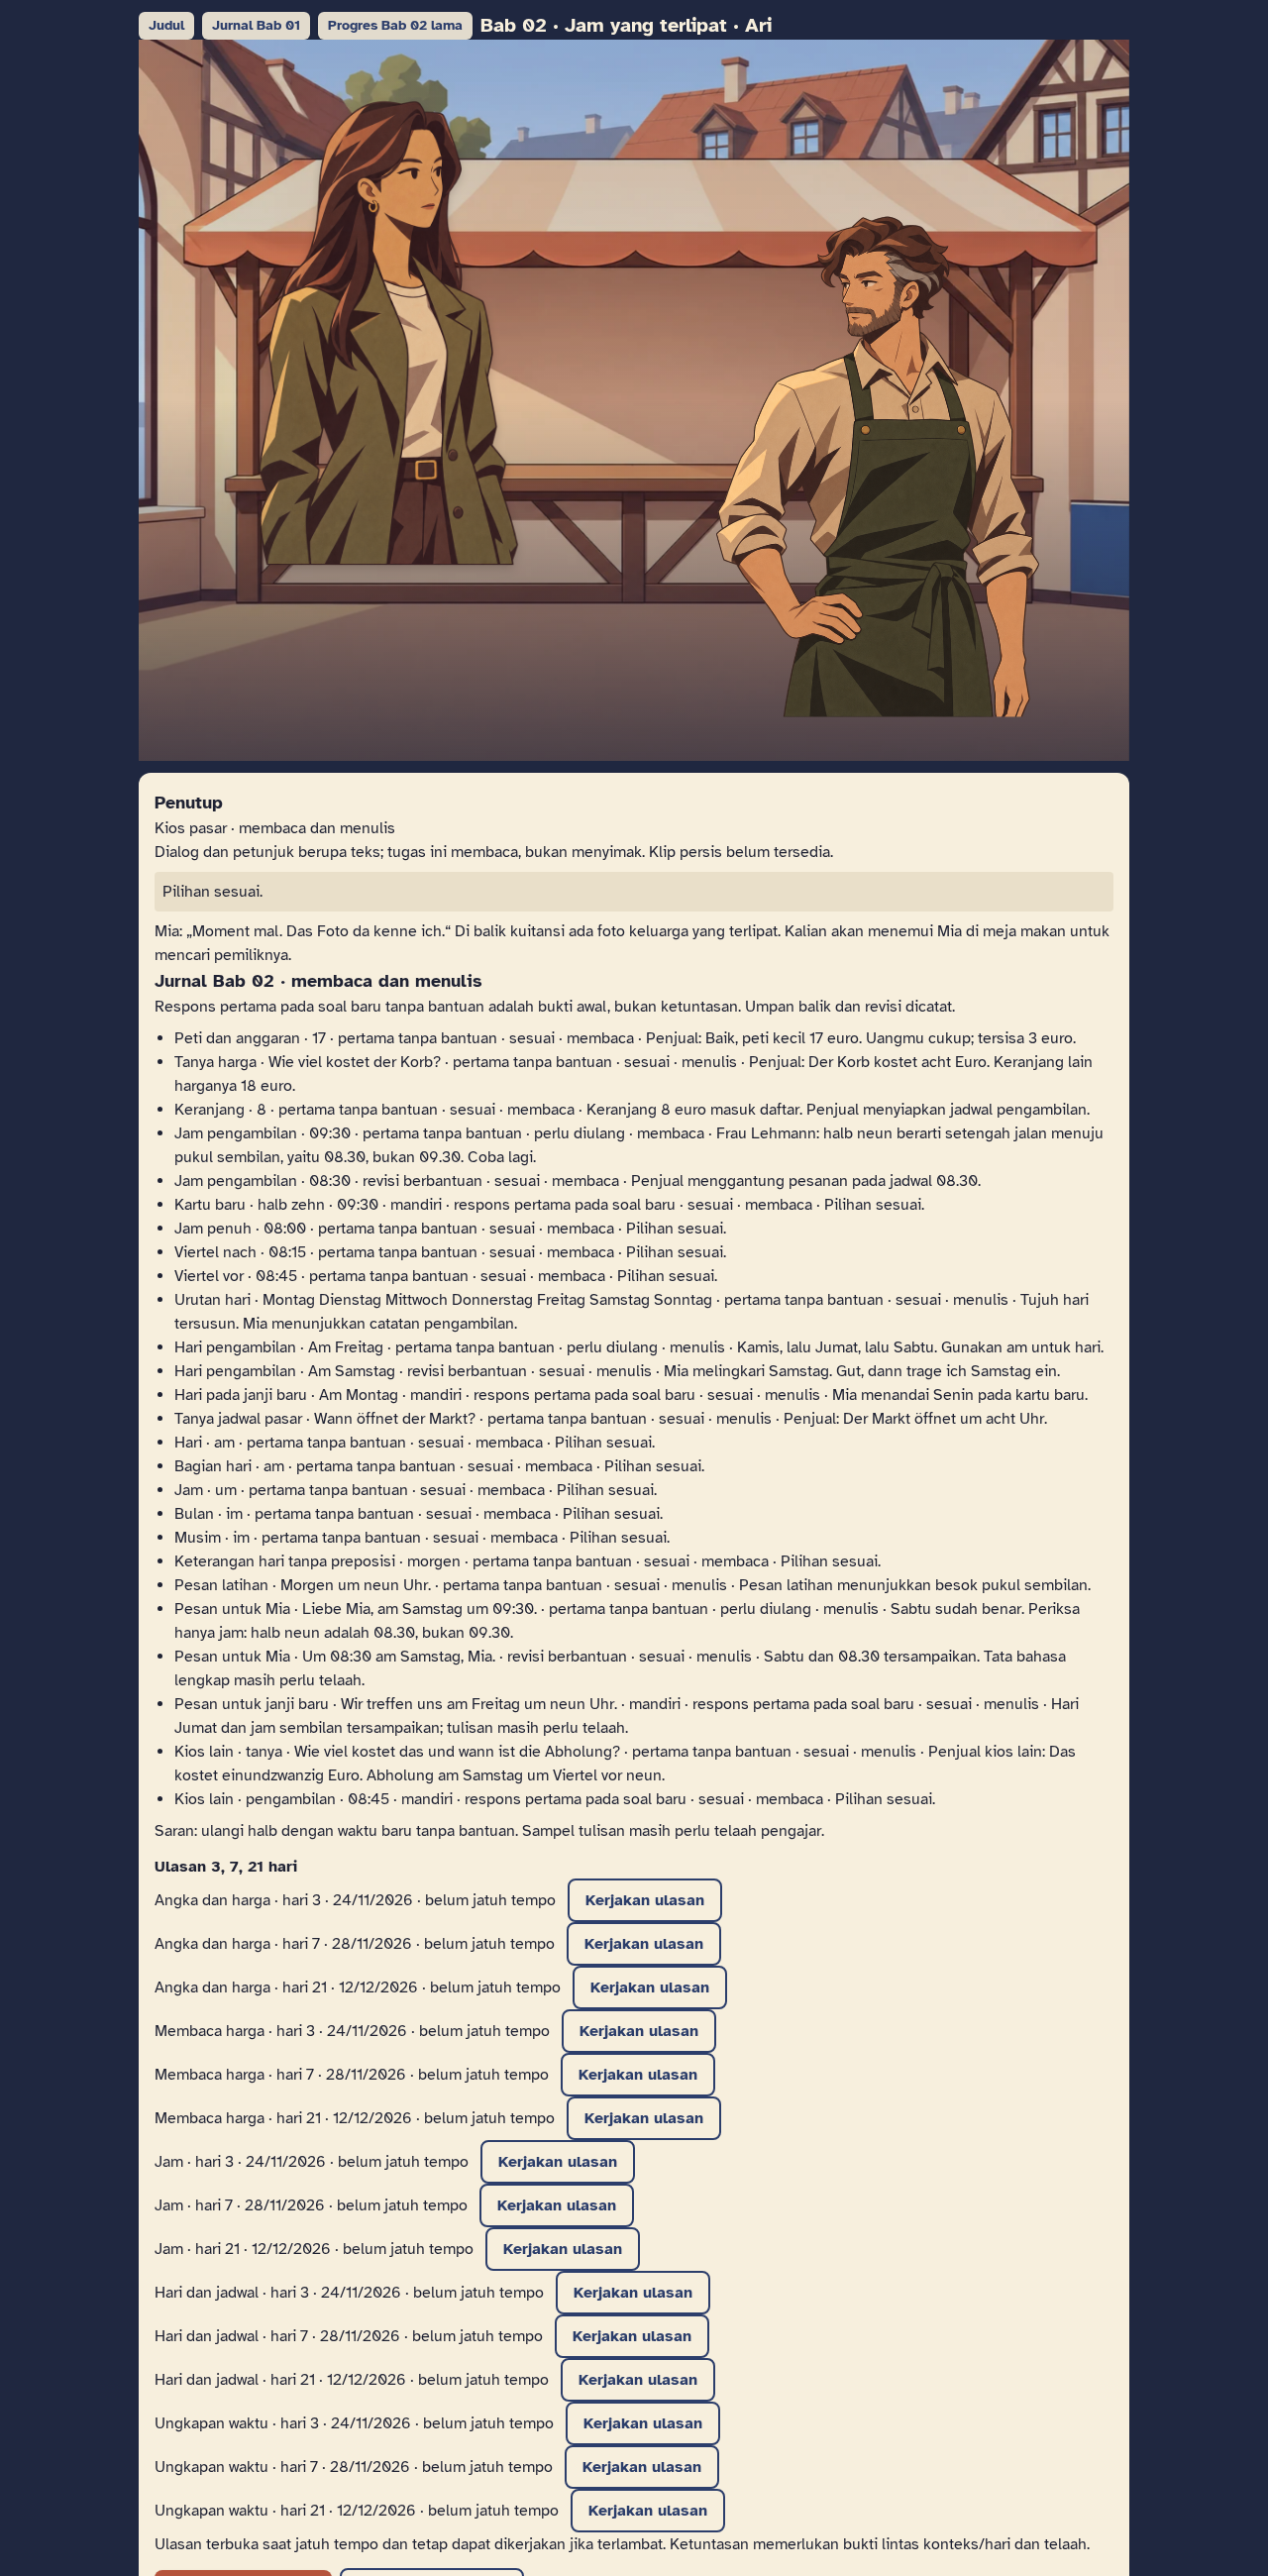 Judul
Jurnal Bab 01
Progres Bab 02 lama
Bab 02 · Jam yang terlipat · Ari
Penutup
Kios pasar · membaca dan menulis
Dialog dan petunjuk berupa teks; tugas ini membaca, bukan menyimak. Klip persis belum tersedia.
Pilihan sesuai.
Mia: „Moment mal. Das Foto da kenne ich.“ Di balik kuitansi ada foto keluarga yang terlipat. Kalian akan menemui Mia di meja makan untuk
mencari pemiliknya.
Jurnal Bab 02 · membaca dan menulis
Respons pertama pada soal baru tanpa bantuan adalah bukti awal, bukan ketuntasan. Umpan balik dan revisi dicatat.
• Peti dan anggaran · 17 · pertama tanpa bantuan · sesuai · membaca · Penjual: Baik, peti kecil 17 euro. Uangmu cukup; tersisa 3 euro.
• Tanya harga · Wie viel kostet der Korb? · pertama tanpa bantuan · sesuai · menulis · Penjual: Der Korb kostet acht Euro. Keranjang lain
harganya 18 euro.
• Keranjang · 8 · pertama tanpa bantuan · sesuai · membaca · Keranjang 8 euro masuk daftar. Penjual menyiapkan jadwal pengambilan.
• Jam pengambilan · 09:30 · pertama tanpa bantuan · perlu diulang · membaca · Frau Lehmann: halb neun berarti setengah jalan menuju
pukul sembilan, yaitu 08.30, bukan 09.30. Coba lagi.
• Jam pengambilan · 08:30 · revisi berbantuan · sesuai · membaca · Penjual menggantung pesanan pada jadwal 08.30.
• Kartu baru · halb zehn · 09:30 · mandiri · respons pertama pada soal baru · sesuai · membaca · Pilihan sesuai.
• Jam penuh · 08:00 · pertama tanpa bantuan · sesuai · membaca · Pilihan sesuai.
• Viertel nach · 08:15 · pertama tanpa bantuan · sesuai · membaca · Pilihan sesuai.
• Viertel vor · 08:45 · pertama tanpa bantuan · sesuai · membaca · Pilihan sesuai.
• Urutan hari · Montag Dienstag Mittwoch Donnerstag Freitag Samstag Sonntag · pertama tanpa bantuan · sesuai · menulis · Tujuh hari
tersusun. Mia menunjukkan catatan pengambilan.
• Hari pengambilan · Am Freitag · pertama tanpa bantuan · perlu diulang · menulis · Kamis, lalu Jumat, lalu Sabtu. Gunakan am untuk hari.
• Hari pengambilan · Am Samstag · revisi berbantuan · sesuai · menulis · Mia melingkari Samstag. Gut, dann trage ich Samstag ein.
• Hari pada janji baru · Am Montag · mandiri · respons pertama pada soal baru · sesuai · menulis · Mia menandai Senin pada kartu baru.
• Tanya jadwal pasar · Wann öffnet der Markt? · pertama tanpa bantuan · sesuai · menulis · Penjual: Der Markt öffnet um acht Uhr.
• Hari · am · pertama tanpa bantuan · sesuai · membaca · Pilihan sesuai.
• Bagian hari · am · pertama tanpa bantuan · sesuai · membaca · Pilihan sesuai.
• Jam · um · pertama tanpa bantuan · sesuai · membaca · Pilihan sesuai.
• Bulan · im · pertama tanpa bantuan · sesuai · membaca · Pilihan sesuai.
• Musim · im · pertama tanpa bantuan · sesuai · membaca · Pilihan sesuai.
• Keterangan hari tanpa preposisi · morgen · pertama tanpa bantuan · sesuai · membaca · Pilihan sesuai.
• Pesan latihan · Morgen um neun Uhr. · pertama tanpa bantuan · sesuai · menulis · Pesan latihan menunjukkan besok pukul sembilan.
• Pesan untuk Mia · Liebe Mia, am Samstag um 09:30. · pertama tanpa bantuan · perlu diulang · menulis · Sabtu sudah benar. Periksa
hanya jam: halb neun adalah 08.30, bukan 09.30.
• Pesan untuk Mia · Um 08:30 am Samstag, Mia. · revisi berbantuan · sesuai · menulis · Sabtu dan 08.30 tersampaikan. Tata bahasa
lengkap masih perlu telaah.
• Pesan untuk janji baru · Wir treffen uns am Freitag um neun Uhr. · mandiri · respons pertama pada soal baru · sesuai · menulis · Hari
Jumat dan jam sembilan tersampaikan; tulisan masih perlu telaah.
• Kios lain · tanya · Wie viel kostet das und wann ist die Abholung? · pertama tanpa bantuan · sesuai · menulis · Penjual kios lain: Das
kostet einundzwanzig Euro. Abholung am Samstag um Viertel vor neun.
• Kios lain · pengambilan · 08:45 · mandiri · respons pertama pada soal baru · sesuai · membaca · Pilihan sesuai.
Saran: ulangi halb dengan waktu baru tanpa bantuan. Sampel tulisan masih perlu telaah pengajar.
Ulasan 3, 7, 21 hari
Angka dan harga · hari 3 · 24/11/2026 · belum jatuh tempo Kerjakan ulasan
Angka dan harga · hari 7 · 28/11/2026 · belum jatuh tempo Kerjakan ulasan
Angka dan harga · hari 21 · 12/12/2026 · belum jatuh tempo Kerjakan ulasan
Membaca harga · hari 3 · 24/11/2026 · belum jatuh tempo Kerjakan ulasan
Membaca harga · hari 7 · 28/11/2026 · belum jatuh tempo Kerjakan ulasan
Membaca harga · hari 21 · 12/12/2026 · belum jatuh tempo Kerjakan ulasan
Jam · hari 3 · 24/11/2026 · belum jatuh tempo Kerjakan ulasan
Jam · hari 7 · 28/11/2026 · belum jatuh tempo Kerjakan ulasan
Jam · hari 21 · 12/12/2026 · belum jatuh tempo Kerjakan ulasan
Hari dan jadwal · hari 3 · 24/11/2026 · belum jatuh tempo Kerjakan ulasan
Hari dan jadwal · hari 7 · 28/11/2026 · belum jatuh tempo Kerjakan ulasan
Hari dan jadwal · hari 21 · 12/12/2026 · belum jatuh tempo Kerjakan ulasan
Ungkapan waktu · hari 3 · 24/11/2026 · belum jatuh tempo Kerjakan ulasan
Ungkapan waktu · hari 7 · 28/11/2026 · belum jatuh tempo Kerjakan ulasan
Ungkapan waktu · hari 21 · 12/12/2026 · belum jatuh tempo Kerjakan ulasan
Ulasan terbuka saat jatuh tempo dan tetap dapat dikerjakan jika terlambat. Ketuntasan memerlukan bukti lintas konteks/hari dan telaah.